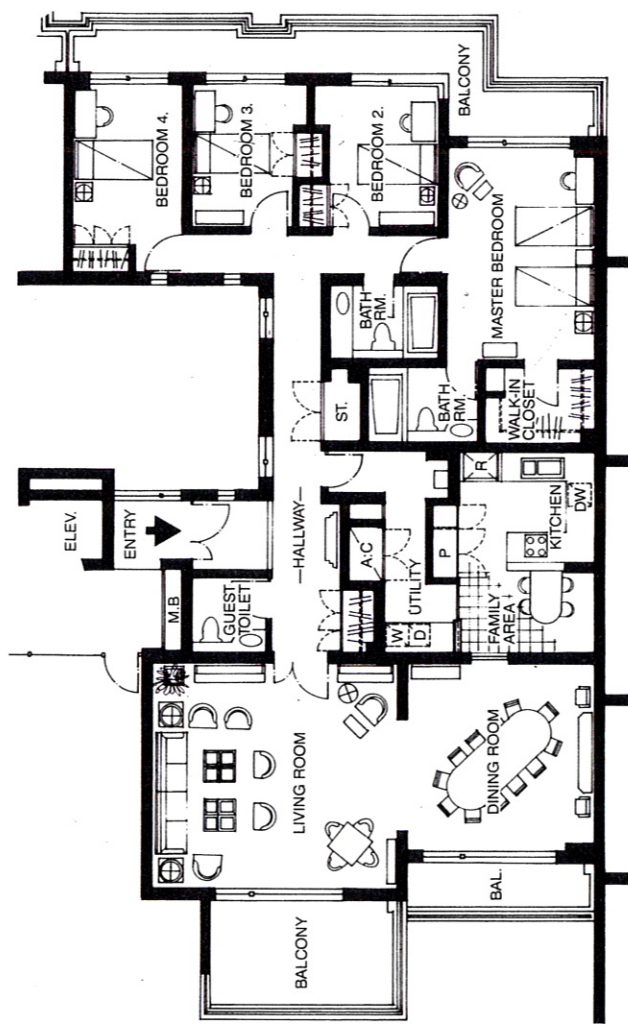 BALCONY
BEDROOM 4.
BEDROOM 3.
BEDROOM 2.
MASTER BEDROOM
BATH
RM.
BATH
RM.
WALK-IN
CLOSET
ST.
ELEV.
ENTRY
HALLWAY
M.B
GUEST
TOILET
A:C
UTILITY
W
D
P
R
KITCHEN
DW
FAMILY
AREA
LIVING ROOM
DINING ROOM
BALCONY
BAL.